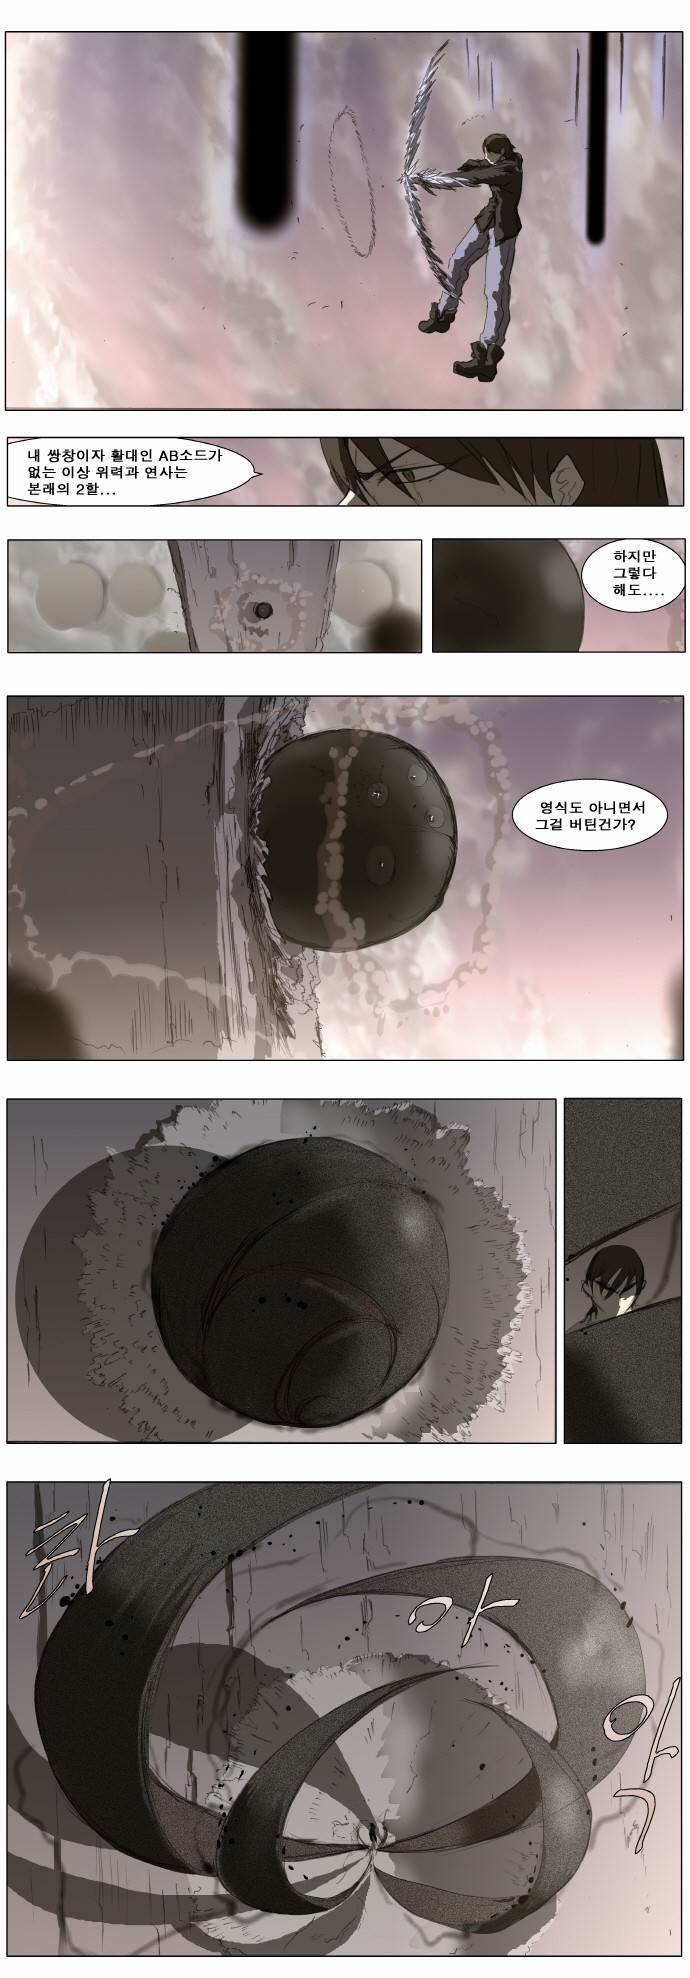 내 쌍창이자 활대인 AB소드가
없는 이상 위력과 연사는
본래의 2할...
하지만
그렇다
해도....
영식도 아니면서
그걸 버틴건가?
촤
아
악